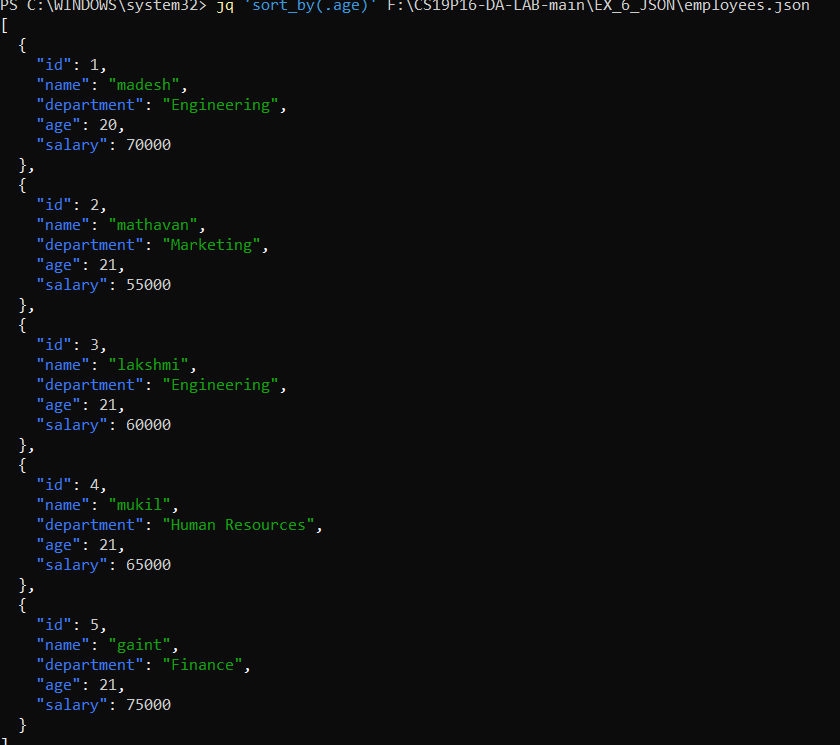 PS C:\WINDOWS\system32> jq 'sort_by(.age)' F:\CS19P16-DA-LAB-main\EX_6_JSON\employees.json
[
  {
    "id": 1,
    "name": "madesh",
    "department": "Engineering",
    "age": 20,
    "salary": 70000
  },
  {
    "id": 2,
    "name": "mathavan",
    "department": "Marketing",
    "age": 21,
    "salary": 55000
  },
  {
    "id": 3,
    "name": "lakshmi",
    "department": "Engineering",
    "age": 21,
    "salary": 60000
  },
  {
    "id": 4,
    "name": "mukil",
    "department": "Human Resources",
    "age": 21,
    "salary": 65000
  },
  {
    "id": 5,
    "name": "gaint",
    "department": "Finance",
    "age": 21,
    "salary": 75000
  }
]